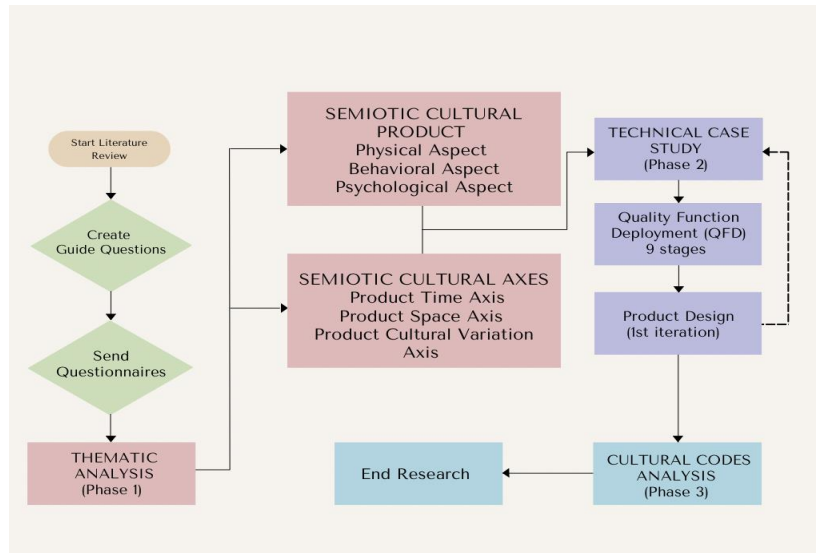 Start Literature
Review
Create
Guide Questions
Send
Questionnaires
THEMATIC
ANALYSIS
(Phase 1)
SEMIOTIC CULTURAL
PRODUCT
Physical Aspect
Behavioral Aspect
Psychological Aspect
SEMIOTIC CULTURAL AXES
Product Time Axis
Product Space Axis
Product Cultural Variation
Axis
TECHNICAL CASE
STUDY
(Phase 2)
Quality Function
Deployment (QFD)
9 stages
Product Design
(1st iteration)
CULTURAL CODES
ANALYSIS
(Phase 3)
End Research